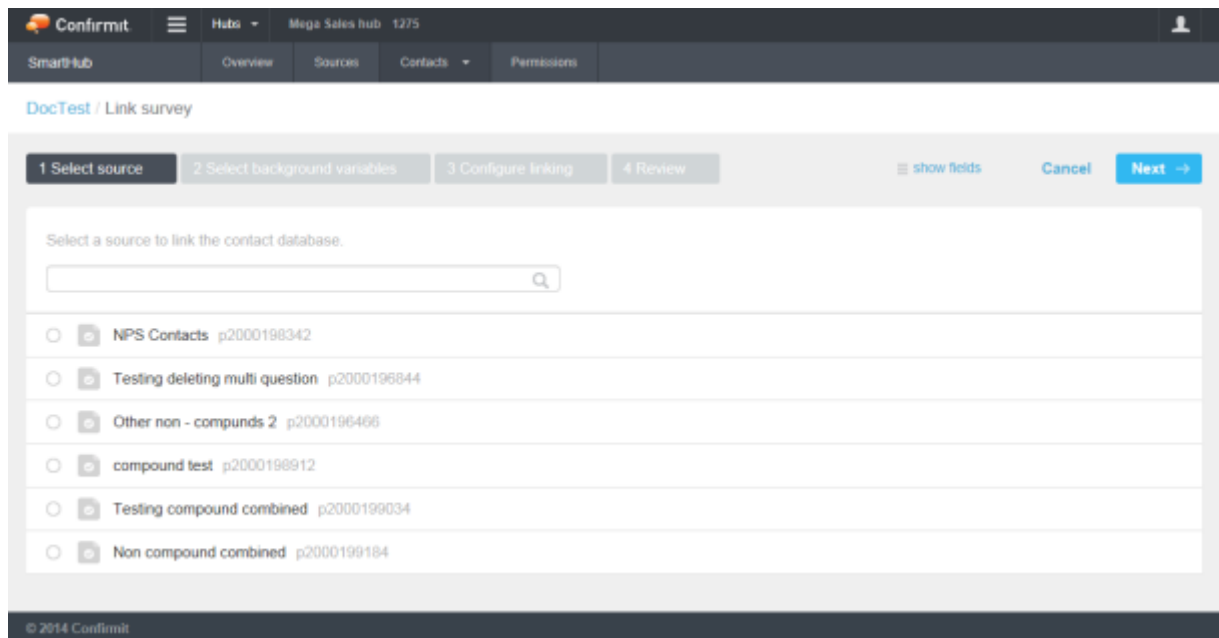 Confirmit Hubs Mega Sales hub 1275
SmartHub Overview Sources Contacts Permissions
DocTest / Link survey
1 Select source 2 Select background variables 3 Configure linking 4 Review show fields Cancel Next →
Select a source to link the contact database.
NPS Contacts p2000198342
Testing deleting multi question p2000196844
Other non - compunds 2 p2000196466
compound test p2000198912
Testing compound combined p2000199034
Non compound combined p2000199184
© 2014 Confirmit